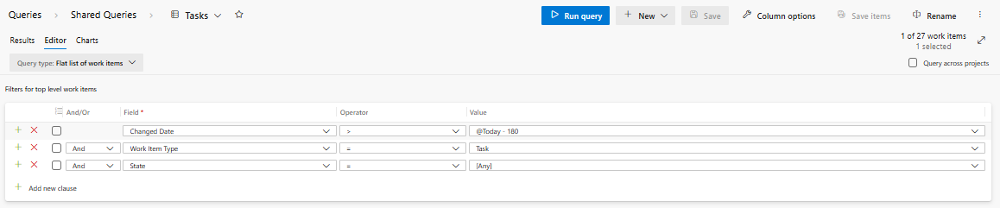 Queries > Shared Queries > Tasks
Run query + New Save Column options Save items Rename
Results Editor Charts
1 of 27 work items
1 selected
Query type: Flat list of work items
Query across projects
Filters for top level work items
And/Or Field * Operator Value
Changed Date > @Today - 180
And Work Item Type = Task
And State = [Any]
+ Add new clause